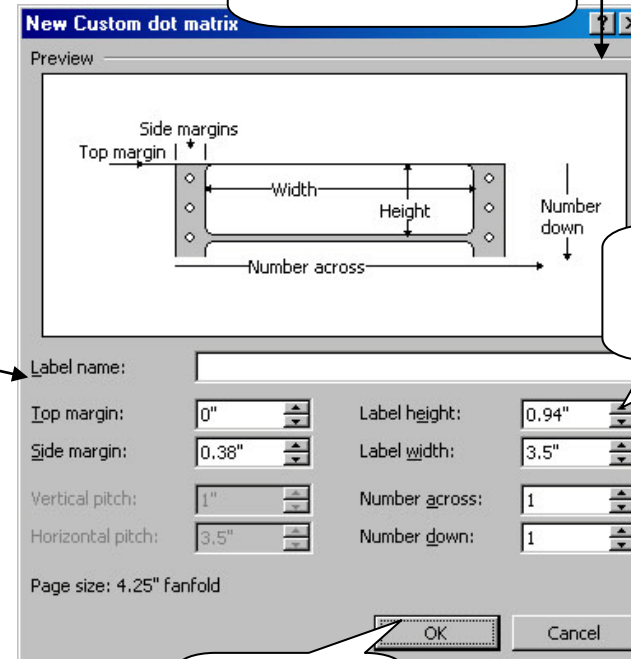 New Custom dot matrix
Preview
Side margins
Top margin
Width
Height
Number
down
Number across
Label name:
Top margin: 0" Label height: 0.94"
Side margin: 0.38" Label width: 3.5"
Vertical pitch: 1" Number across: 1
Horizontal pitch: 3.5" Number down: 1
Page size: 4.25" fanfold
OK Cancel